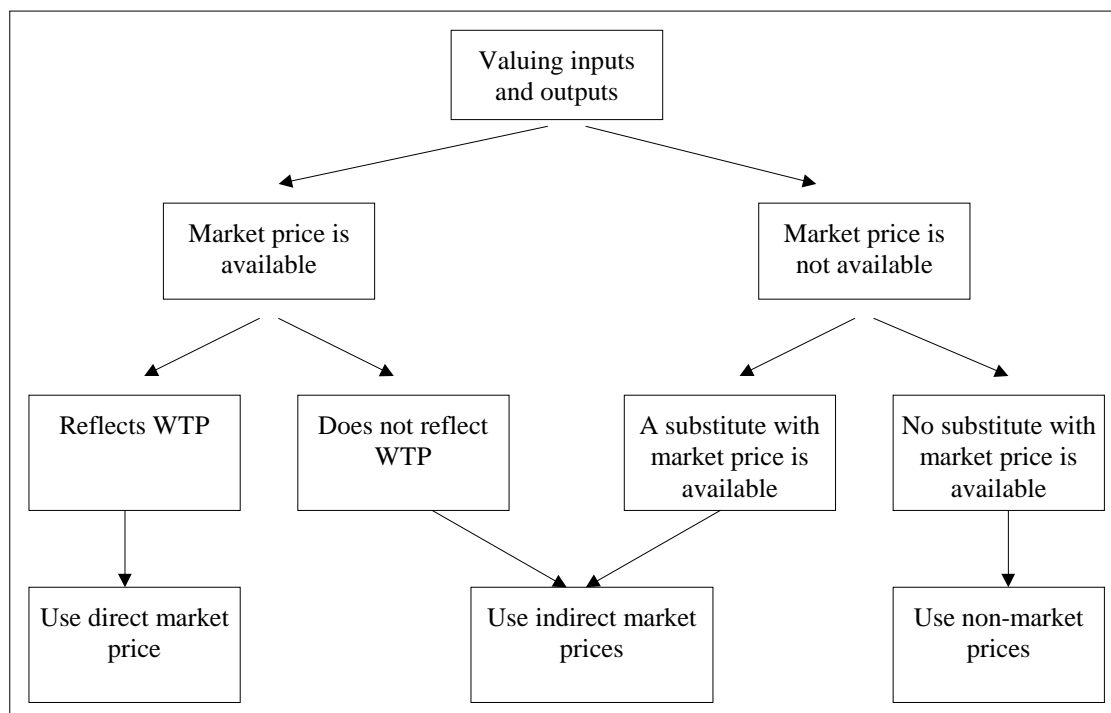 Valuing inputs
and outputs
Market price is
available
Market price is
not available
Reflects WTP
Does not reflect
WTP
A substitute with
market price is
available
No substitute with
market price is
available
Use direct market
price
Use indirect market
prices
Use non-market
prices